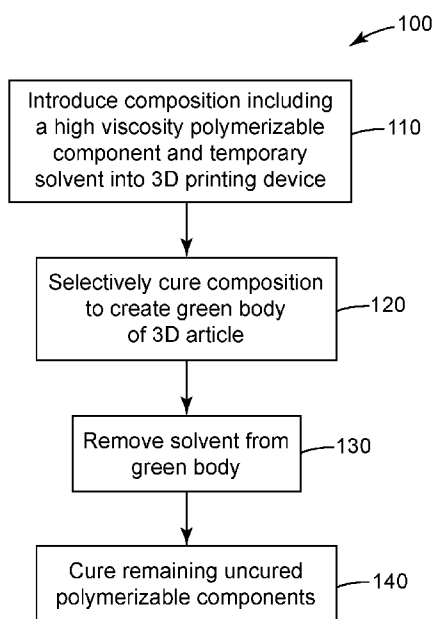 100
Introduce composition including
a high viscosity polymerizable
component and temporary
solvent into 3D printing device
110
Selectively cure composition
to create green body
of 3D article
120
Remove solvent from
green body
130
Cure remaining uncured
polymerizable components
140